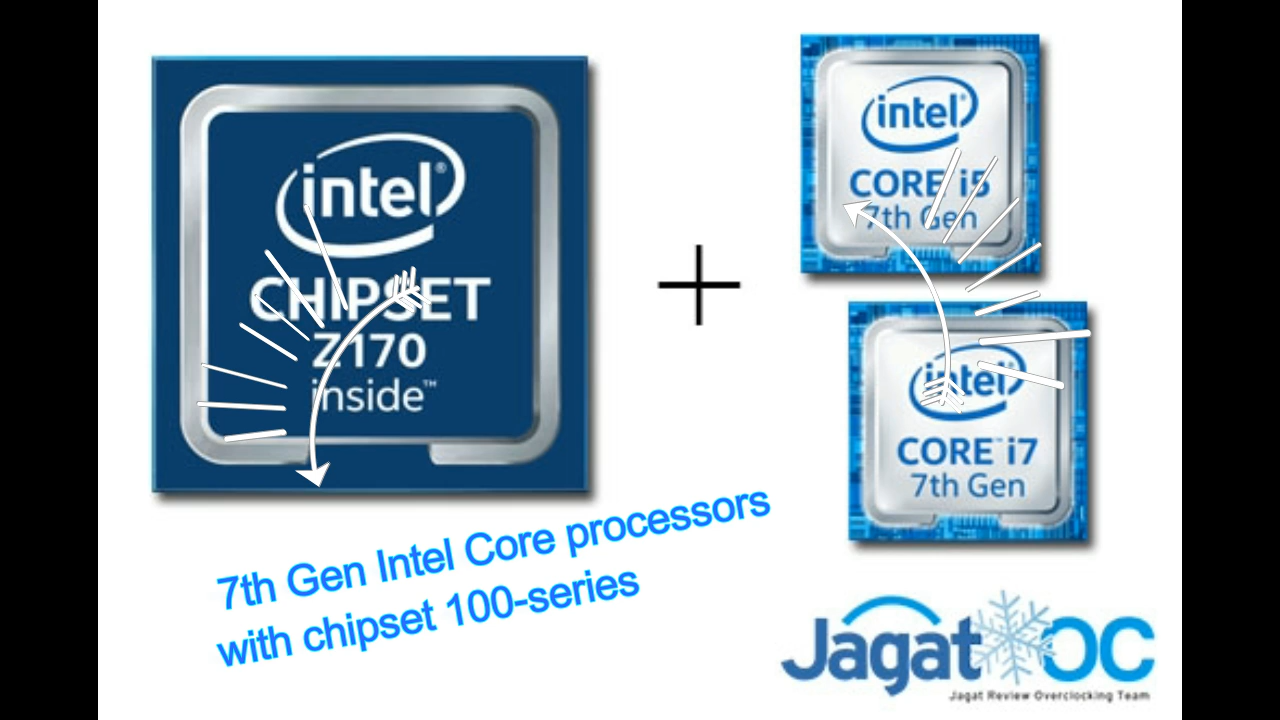 intel®
CHIPSET
Z170
inside™
+
intel®
CORE i5
7th Gen
intel®
CORE™ i7
7th Gen
7th Gen Intel Core processors
with chipset 100-series
Jagat OC
Jagat Review Overclocking Team